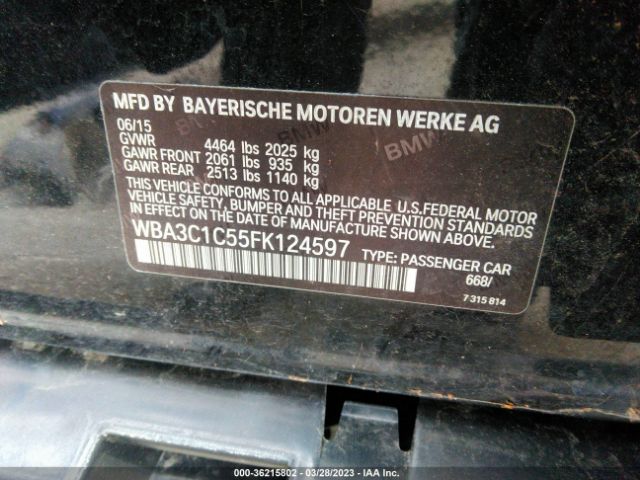 MFD BY BAYERISCHE MOTOREN WERKE AG
06/15
GVWR 4464 lbs 2025 kg
GAWR FRONT 2061 lbs 935 kg
GAWR REAR 2513 lbs 1140 kg
THIS VEHICLE CONFORMS TO ALL APPLICABLE U.S.FEDERAL MOTOR
VEHICLE SAFETY, BUMPER AND THEFT PREVENTION STANDARDS
IN EFFECT ON THE DATE OF MANUFACTURE SHOWN ABOVE.
WBA3C1C55FK124597 TYPE: PASSENGER CAR
668/
7 315 814
BMW
BMW
000-36215802 - 03/28/2023 - IAA Inc.